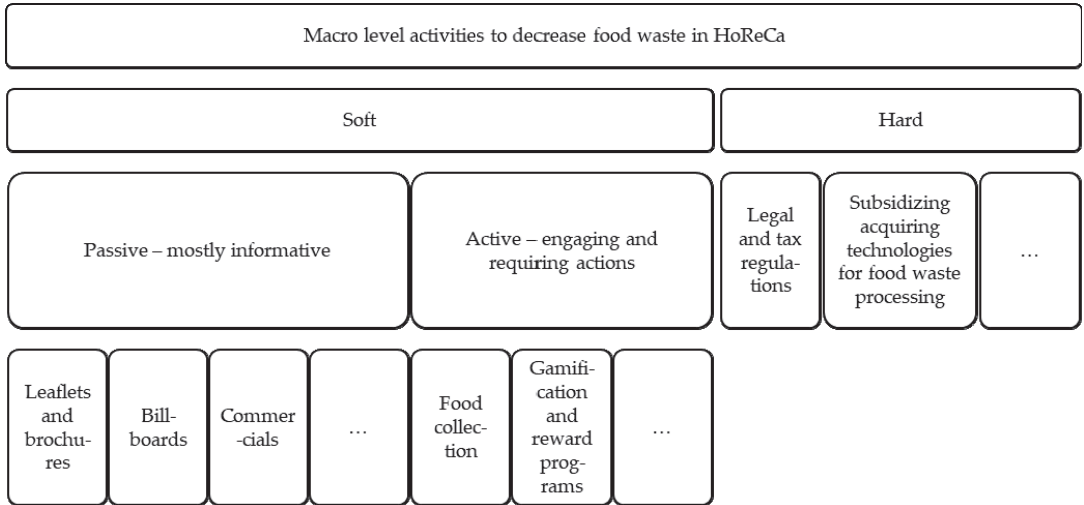 Macro level activities to decrease food waste in HoReCa
Soft
Hard
Passive – mostly informative
Active – engaging and
requiring actions
Legal
and tax
regula-
tions
Subsidizing
acquiring
technologies
for food waste
processing
…
Leaflets
and
brochu-
res
Bill-
boards
Commer
-cials
…
Food
collec-
tion
Gamifi-
cation
and
reward
prog-
rams
…